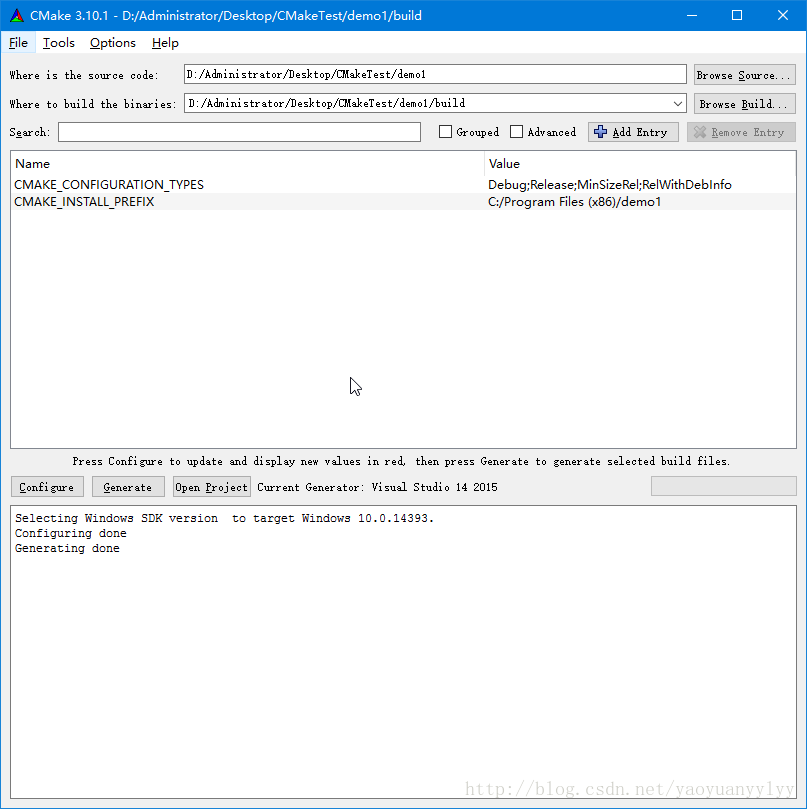 CMake 3.10.1 - D:/Administrator/Desktop/CMakeTest/demo1/build
File Tools Options Help
Where is the source code: D:/Administrator/Desktop/CMakeTest/demo1 Browse Source...
Where to build the binaries: D:/Administrator/Desktop/CMakeTest/demo1/build Browse Build...
Search: Grouped Advanced Add Entry Remove Entry
Name Value
CMAKE_CONFIGURATION_TYPES Debug;Release;MinSizeRel;RelWithDebInfo
CMAKE_INSTALL_PREFIX C:/Program Files (x86)/demo1
Press Configure to update and display new values in red, then press Generate to generate selected build files.
Configure Generate Open Project Current Generator: Visual Studio 14 2015
Selecting Windows SDK version  to target Windows 10.0.14393.
Configuring done
Generating done
http://blog.csdn.net/yaoyuanyylyy